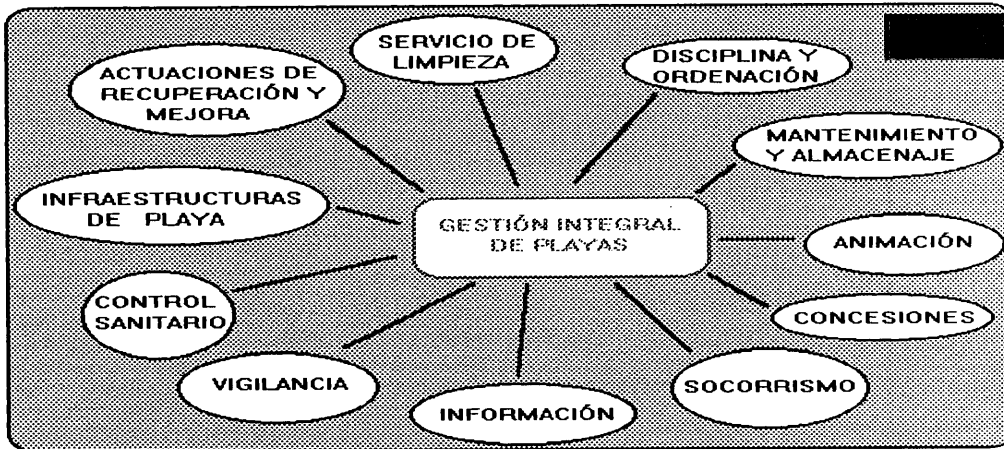 SERVICIO DE
LIMPIEZA
DISCIPLINA Y
ORDENACIÓN
ACTUACIONES DE
RECUPERACIÓN Y
MEJORA
MANTENIMIENTO
Y ALMACENAJE
INFRAESTRUCTURAS
DE PLAYA
GESTIÓN INTEGRAL
DE PLAYAS
ANIMACIÓN
CONTROL
SANITARIO
CONCESIONES
VIGILANCIA
INFORMACIÓN
SOCORRISMO